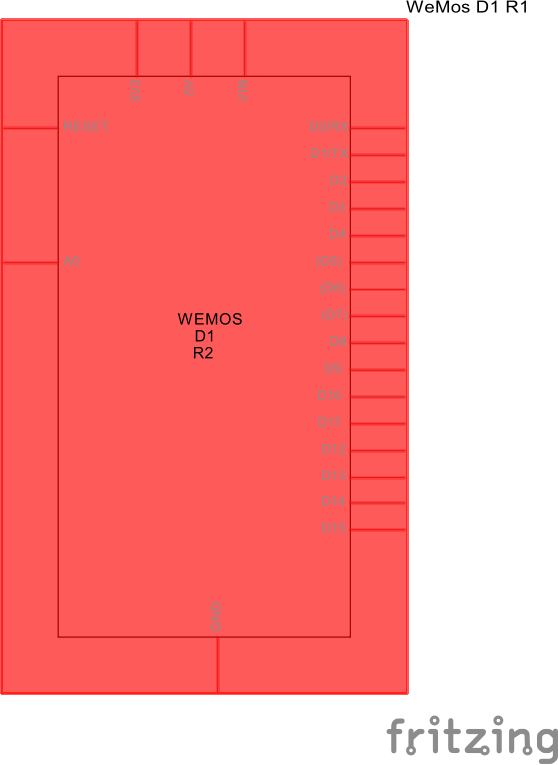 WeMos D1 R1
3V3
5V
VIN
RESET
D0/RX
D1/TX
D2
D3
D4
A0
(D5)
(D6)
(D7)
WEMOS
D1
R2
D8
D9
D10
D11
D12
D13
D14
D15
GND
fritzing